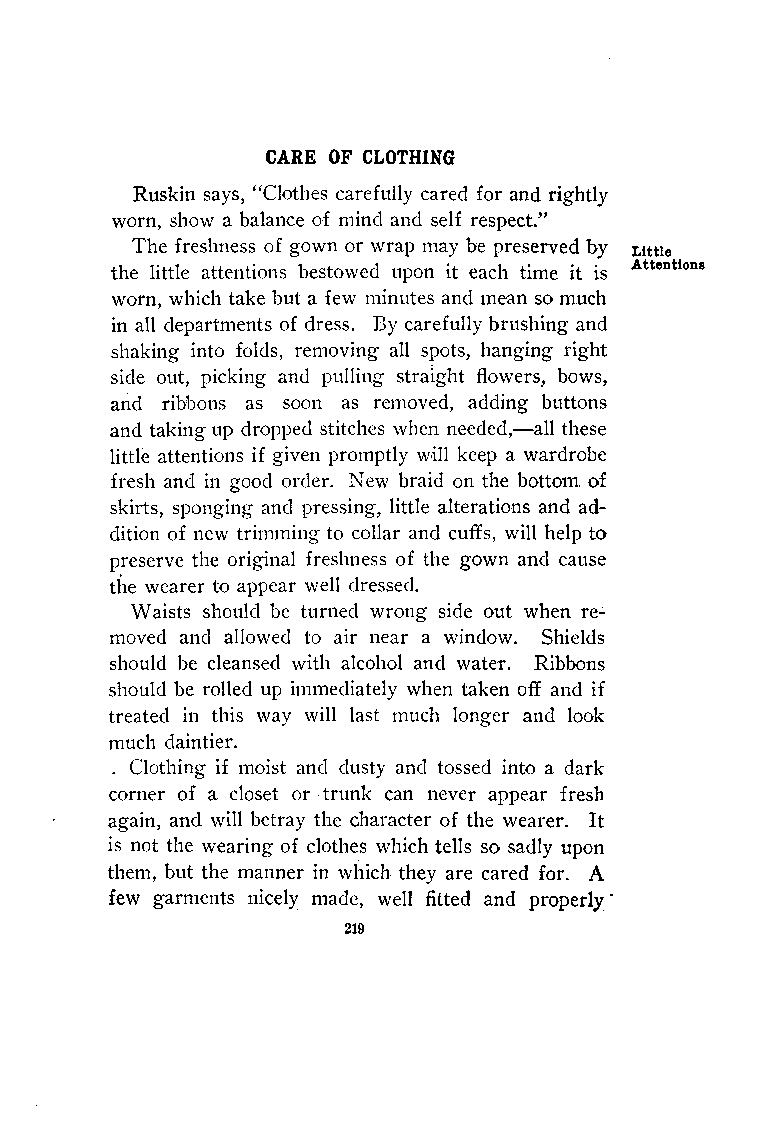 CARE OF CLOTHING
Ruskin says, "Clothes carefully cared for and rightly
worn, show a balance of mind and self respect."
The freshness of gown or wrap may be preserved by
the little attentions bestowed upon it each time it is
worn, which take but a few minutes and mean so much
in all departments of dress. By carefully brushing and
shaking into folds, removing all spots, hanging right
side out, picking and pulling straight flowers, bows,
and ribbons as soon as removed, adding buttons
and taking up dropped stitches when needed,—all these
little attentions if given promptly will keep a wardrobe
fresh and in good order. New braid on the bottom of
skirts, sponging and pressing, little alterations and ad-
dition of new trimming to collar and cuffs, will help to
preserve the original freshness of the gown and cause
the wearer to appear well dressed.
Little
Attentions
Waists should be turned wrong side out when re-
moved and allowed to air near a window. Shields
should be cleansed with alcohol and water. Ribbons
should be rolled up immediately when taken off and if
treated in this way will last much longer and look
much daintier.
Clothing if moist and dusty and tossed into a dark
corner of a closet or trunk can never appear fresh
again, and will betray the character of the wearer. It
is not the wearing of clothes which tells so sadly upon
them, but the manner in which they are cared for. A
few garments nicely made, well fitted and properly
219